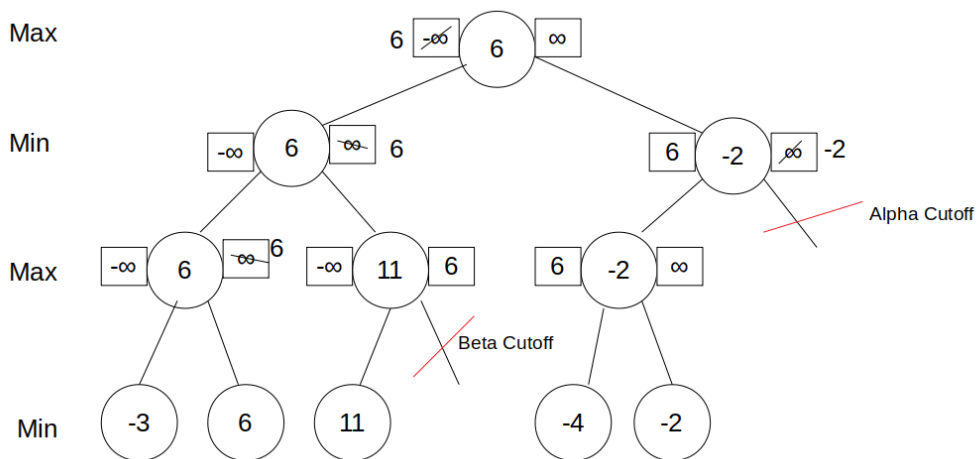 Max
6 -∞ 6 ∞
Min
-∞ 6 ∞ 6
6 -2 ∞ -2
Alpha Cutoff
Max
-∞ 6 ∞ 6
-∞ 11 6
6 -2 ∞
Beta Cutoff
Min
-3 6 11 -4 -2